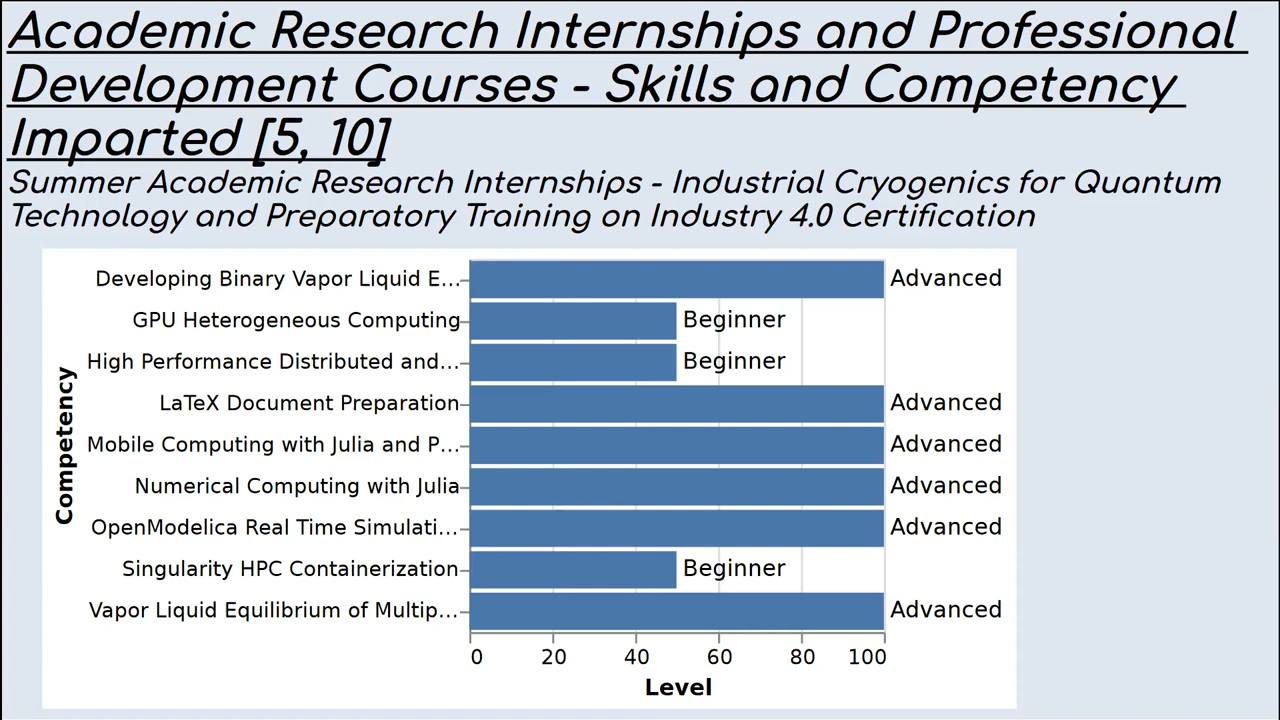 Academic Research Internships and Professional
Development Courses - Skills and Competency
Imparted [5, 10]
Summer Academic Research Internships - Industrial Cryogenics for Quantum
Technology and Preparatory Training on Industry 4.0 Certification
Developing Binary Vapor Liquid E... Advanced
GPU Heterogeneous Computing Beginner
High Performance Distributed and... Beginner
LaTeX Document Preparation Advanced
Mobile Computing with Julia and P... Advanced
Numerical Computing with Julia Advanced
OpenModelica Real Time Simulati... Advanced
Singularity HPC Containerization Beginner
Vapor Liquid Equilibrium of Multip... Advanced
Competency
0 20 40 60 80 100
Level